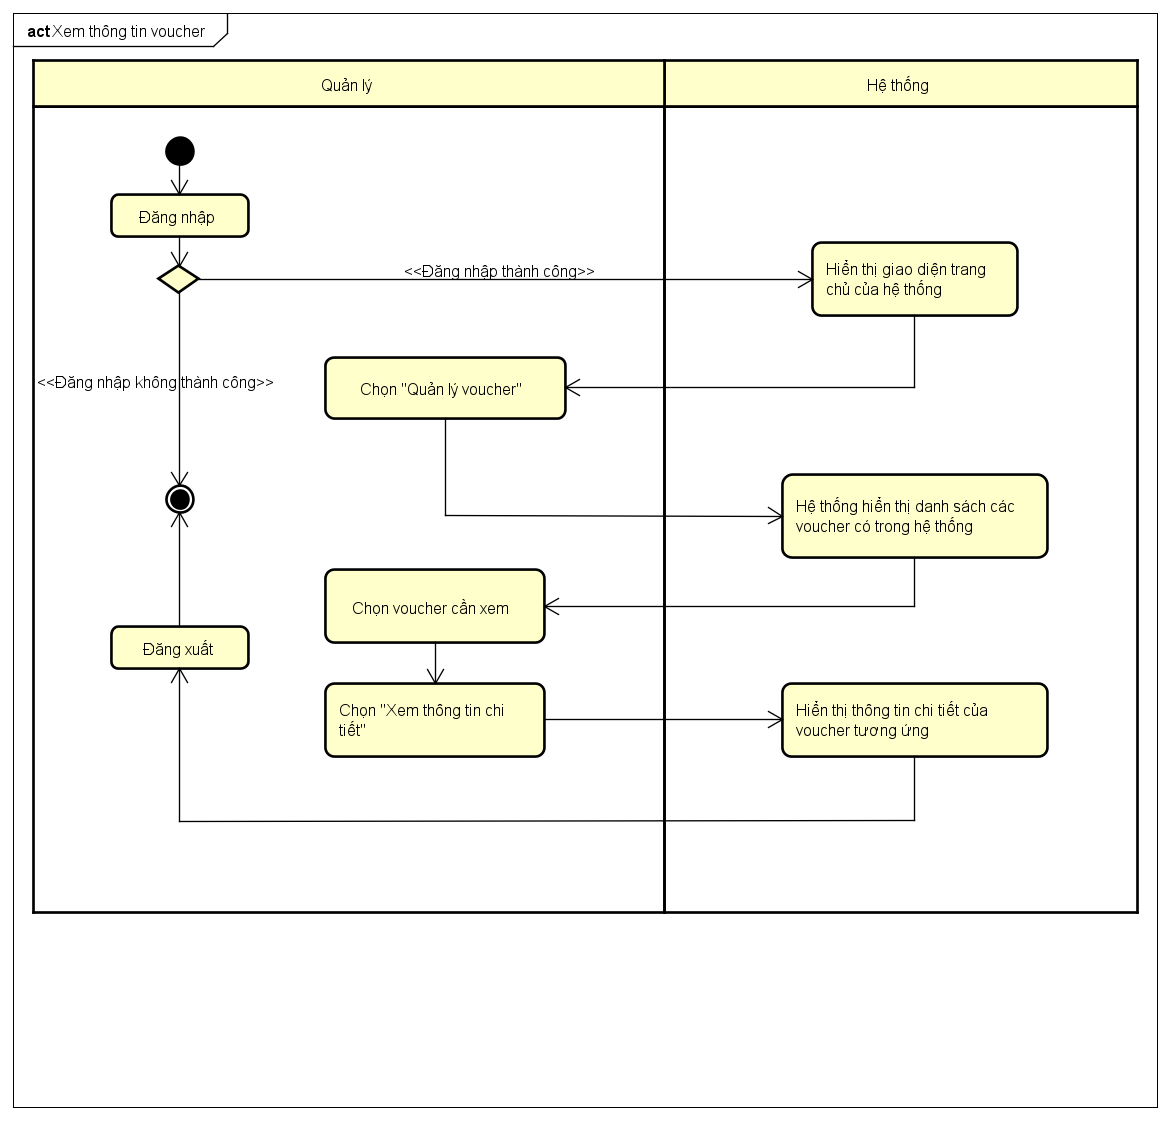 act Xem thông tin voucher
Quản lý
Hệ thống
Đăng nhập
<<Đăng nhập thành công>>
Hiển thị giao diện trang
chủ của hệ thống
<<Đăng nhập không thành công>>
Chọn "Quản lý voucher"
Hệ thống hiển thị danh sách các
voucher có trong hệ thống
Chọn voucher cần xem
Đăng xuất
Chọn "Xem thông tin chi
tiết"
Hiển thị thông tin chi tiết của
voucher tương ứng